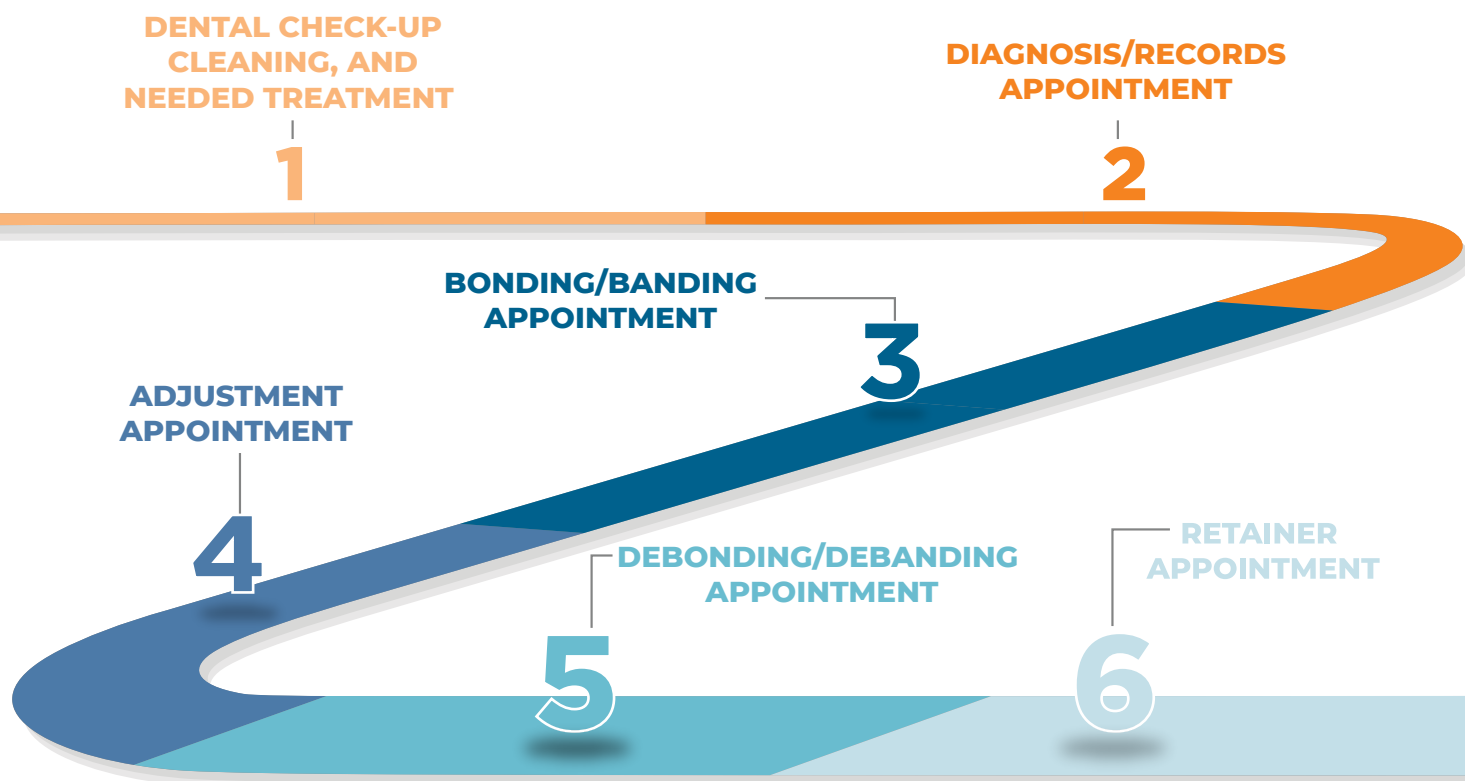 DENTAL CHECK-UP
CLEANING, AND
NEEDED TREATMENT
1
DIAGNOSIS/RECORDS
APPOINTMENT
2
BONDING/BANDING
APPOINTMENT
3
ADJUSTMENT
APPOINTMENT
4
DEBONDING/DEBANDING
APPOINTMENT
5
RETAINER
APPOINTMENT
6